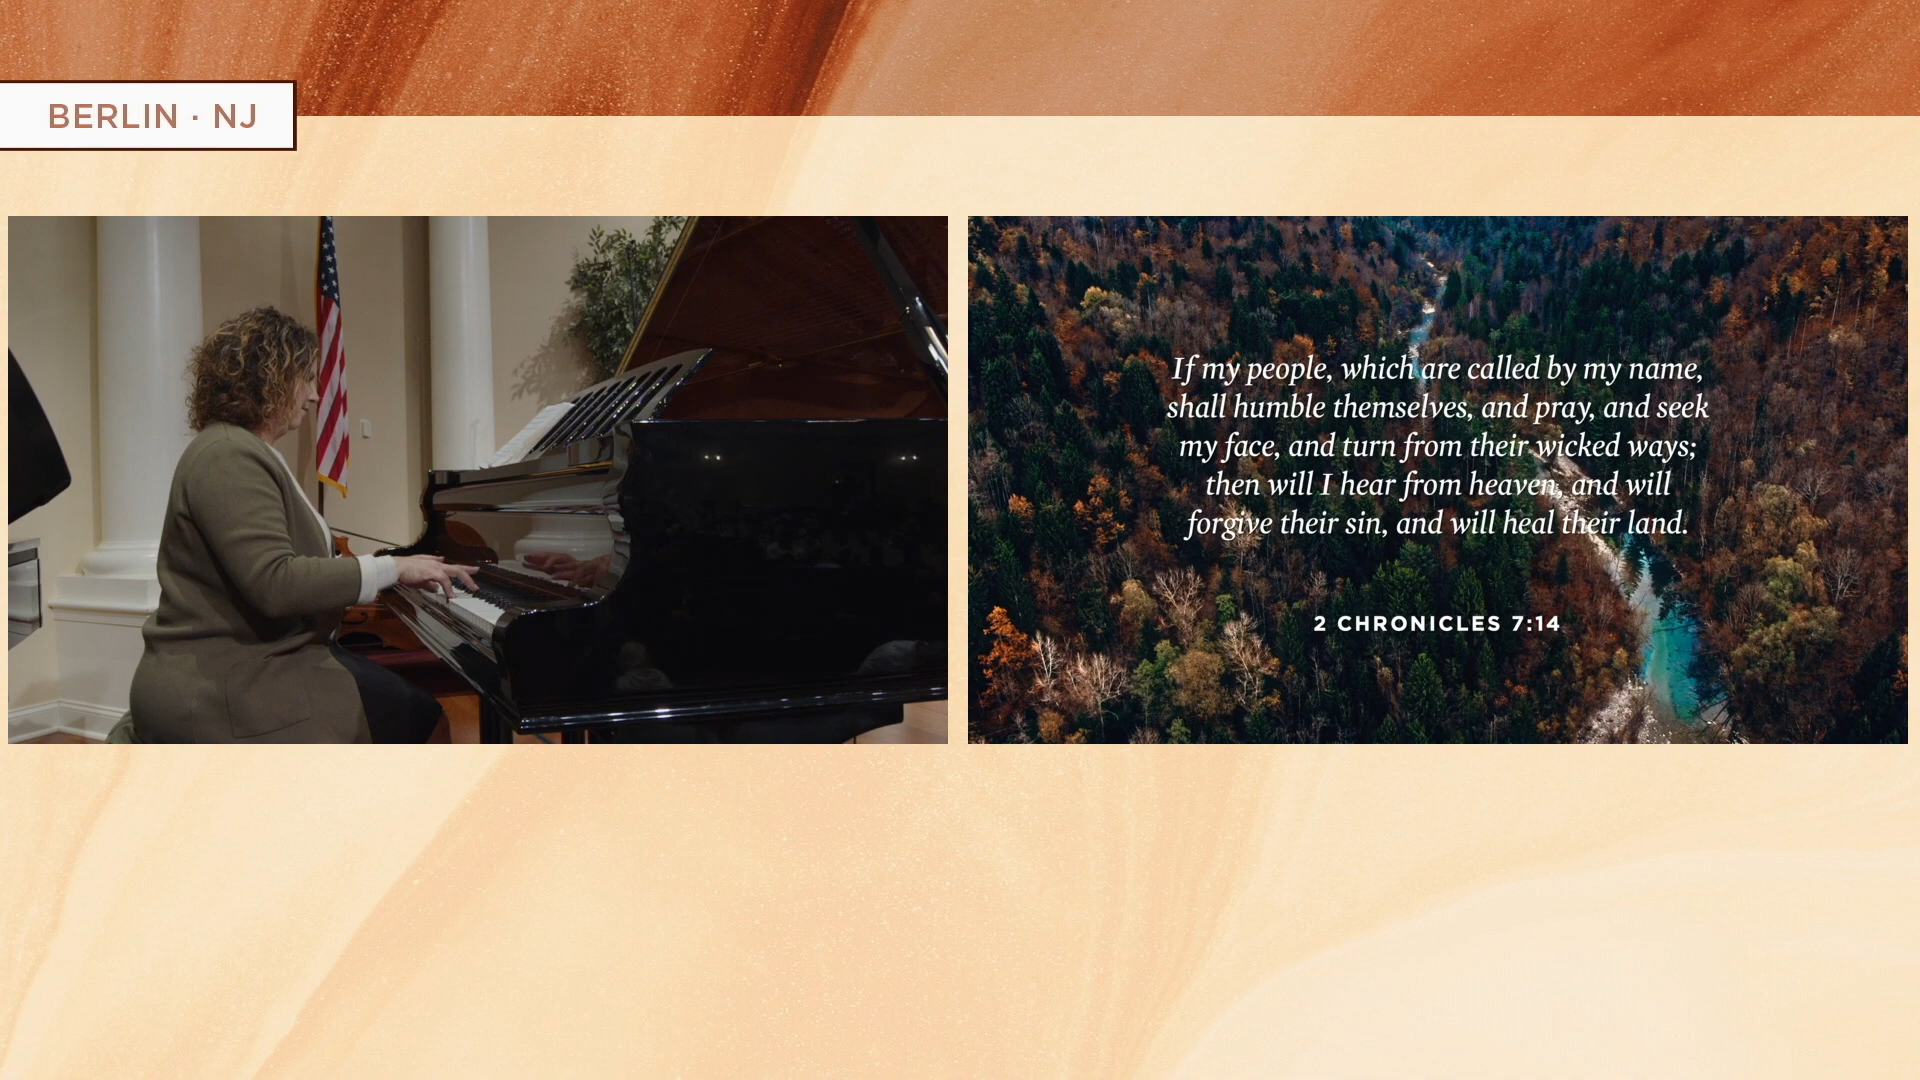 BERLIN · NJ
If my people, which are called by my name,
shall humble themselves, and pray, and seek
my face, and turn from their wicked ways;
then will I hear from heaven, and will
forgive their sin, and will heal their land.
2 CHRONICLES 7:14